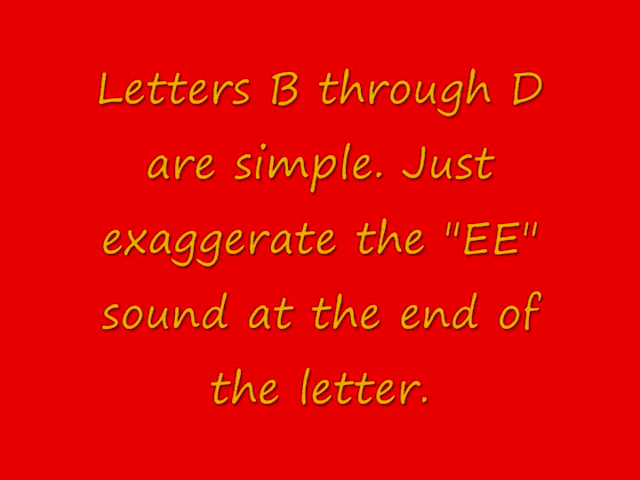 Letters B through D
are simple. Just
exaggerate the "EE"
sound at the end of
the letter.